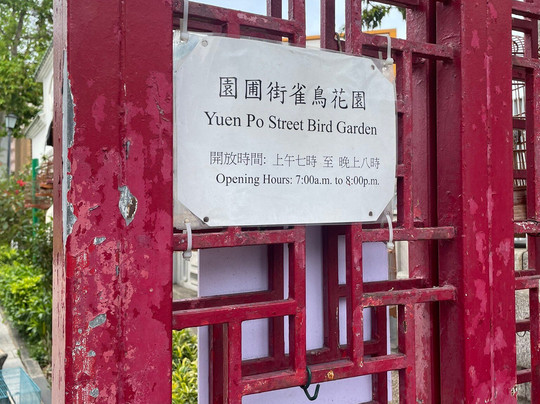 園圃街雀鳥花園
Yuen Po Street Bird Garden
開放時間: 上午七時 至 晚上八時
Opening Hours: 7:00a.m. to 8:00p.m.